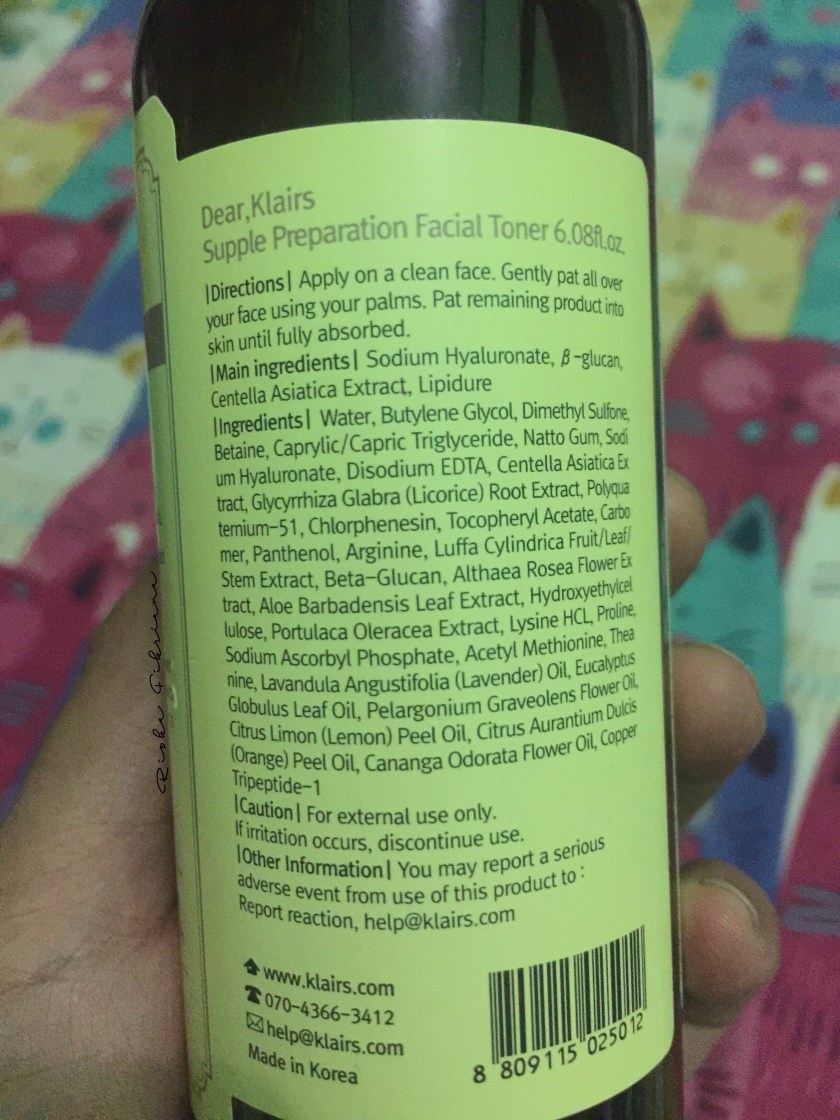 Dear,Klairs
Supple Preparation Facial Toner 6.08fl.oz.
|Directions| Apply on a clean face. Gently pat all over
your face using your palms. Pat remaining product into
skin until fully absorbed.
|Main ingredients| Sodium Hyaluronate, β-glucan,
Centella Asiatica Extract, Lipidure
|Ingredients| Water, Butylene Glycol, Dimethyl Sulfone,
Betaine, Caprylic/Capric Triglyceride, Natto Gum, Sodi
um Hyaluronate, Disodium EDTA, Centella Asiatica Ex
tract, Glycyrrhiza Glabra (Licorice) Root Extract, Polyqua
ternium-51, Chlorphenesin, Tocopheryl Acetate, Carbo
mer, Panthenol, Arginine, Luffa Cylindrica Fruit/Leaf/
Stem Extract, Beta-Glucan, Althaea Rosea Flower Ex
tract, Aloe Barbadensis Leaf Extract, Hydroxyethylcel
lulose, Portulaca Oleracea Extract, Lysine HCL, Proline,
Sodium Ascorbyl Phosphate, Acetyl Methionine, Thea
nine, Lavandula Angustifolia (Lavender) Oil, Eucalyptus
Globulus Leaf Oil, Pelargonium Graveolens Flower Oil,
Citrus Limon (Lemon) Peel Oil, Citrus Aurantium Dulcis
(Orange) Peel Oil, Cananga Odorata Flower Oil, Copper
Tripeptide-1
|Caution| For external use only.
If irritation occurs, discontinue use.
|Other Information| You may report a serious
adverse event from use of this product to :
Report reaction, help@klairs.com
www.klairs.com
070-4366-3412
help@klairs.com
Made in Korea
8 809115 025012